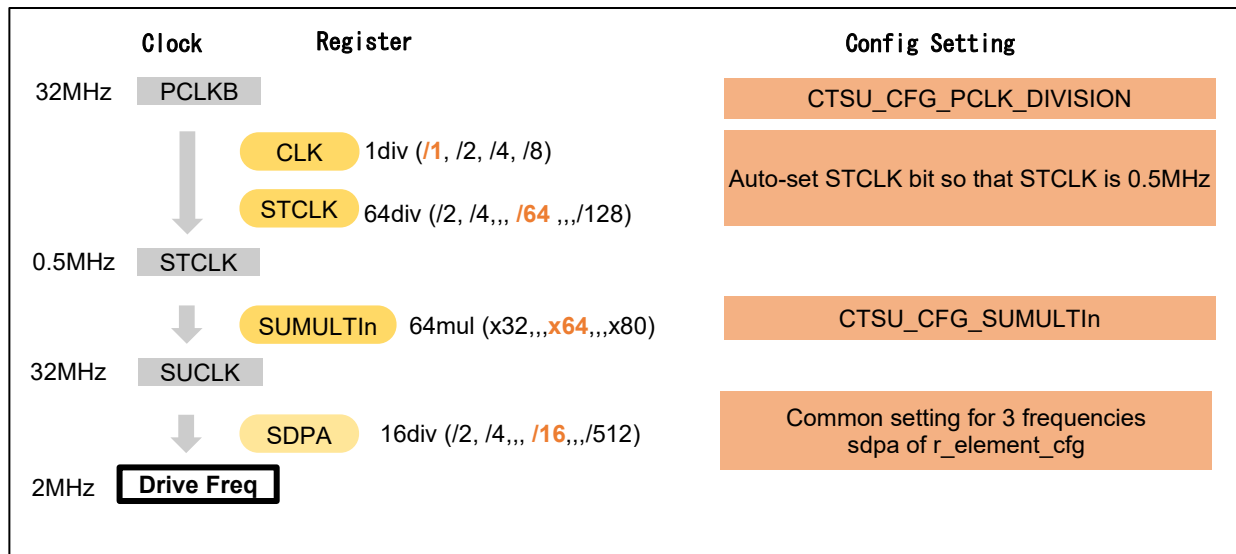 Clock Register Config Setting
32MHz PCLKB CTSU_CFG_PCLK_DIVISION
CLK 1div (/1, /2, /4, /8)
Auto-set STCLK bit so that STCLK is 0.5MHz
STCLK 64div (/2, /4,,, /64 ,,,/128)
0.5MHz STCLK
SUMULTIn 64mul (x32,,,x64,,,x80) CTSU_CFG_SUMULTIn
32MHz SUCLK
SDPA 16div (/2, /4,,, /16,,,/512)
Common setting for 3 frequencies
sdpa of r_element_cfg
2MHz Drive Freq